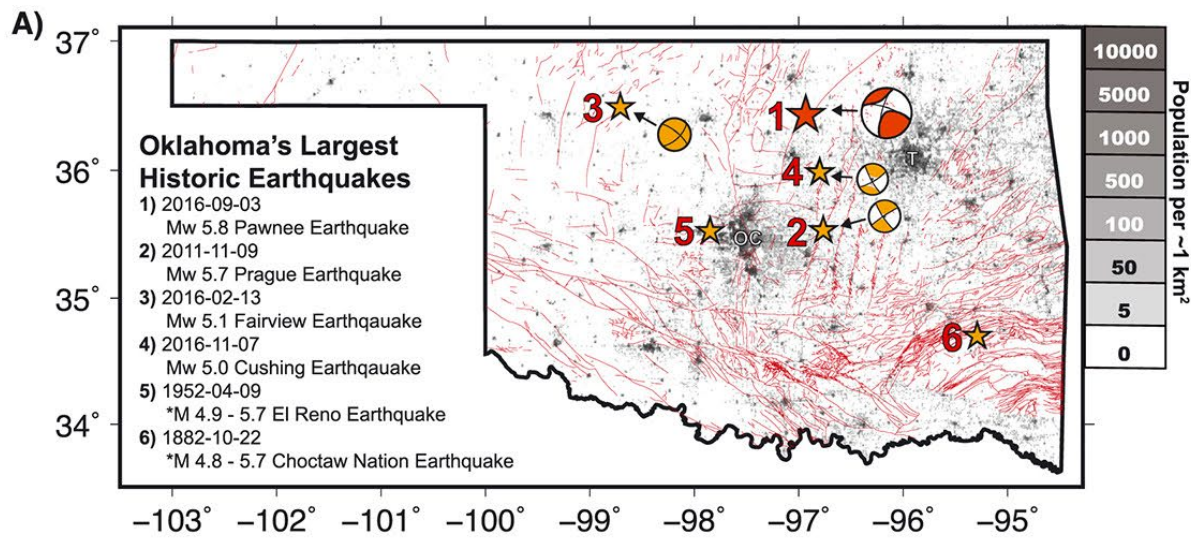 A)
37°
36°
35°
34°
Oklahoma's Largest
Historic Earthquakes
1) 2016-09-03
Mw 5.8 Pawnee Earthquake
2) 2011-11-09
Mw 5.7 Prague Earthquake
3) 2016-02-13
Mw 5.1 Fairview Earthqauake
4) 2016-11-07
Mw 5.0 Cushing Eartqauake
5) 1952-04-09
*M 4.9 - 5.7 El Reno Earthquake
6) 1882-10-22
*M 4.8 - 5.7 Choctaw Nation Earthquake
3
1
4
T
5
OC
2
6
−103°
−102°
−101°
−100°
−99°
−98°
−97°
−96°
−95°
10000
5000
1000
500
100
50
5
0
Population per ~1 km²